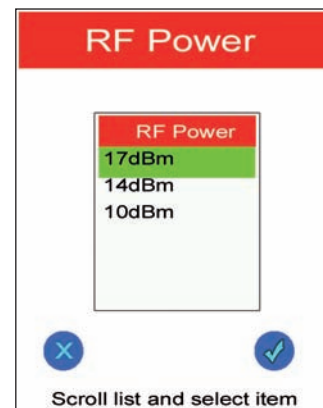 RF Power
RF Power
17dBm
14dBm
10dBm
Scroll list and select item